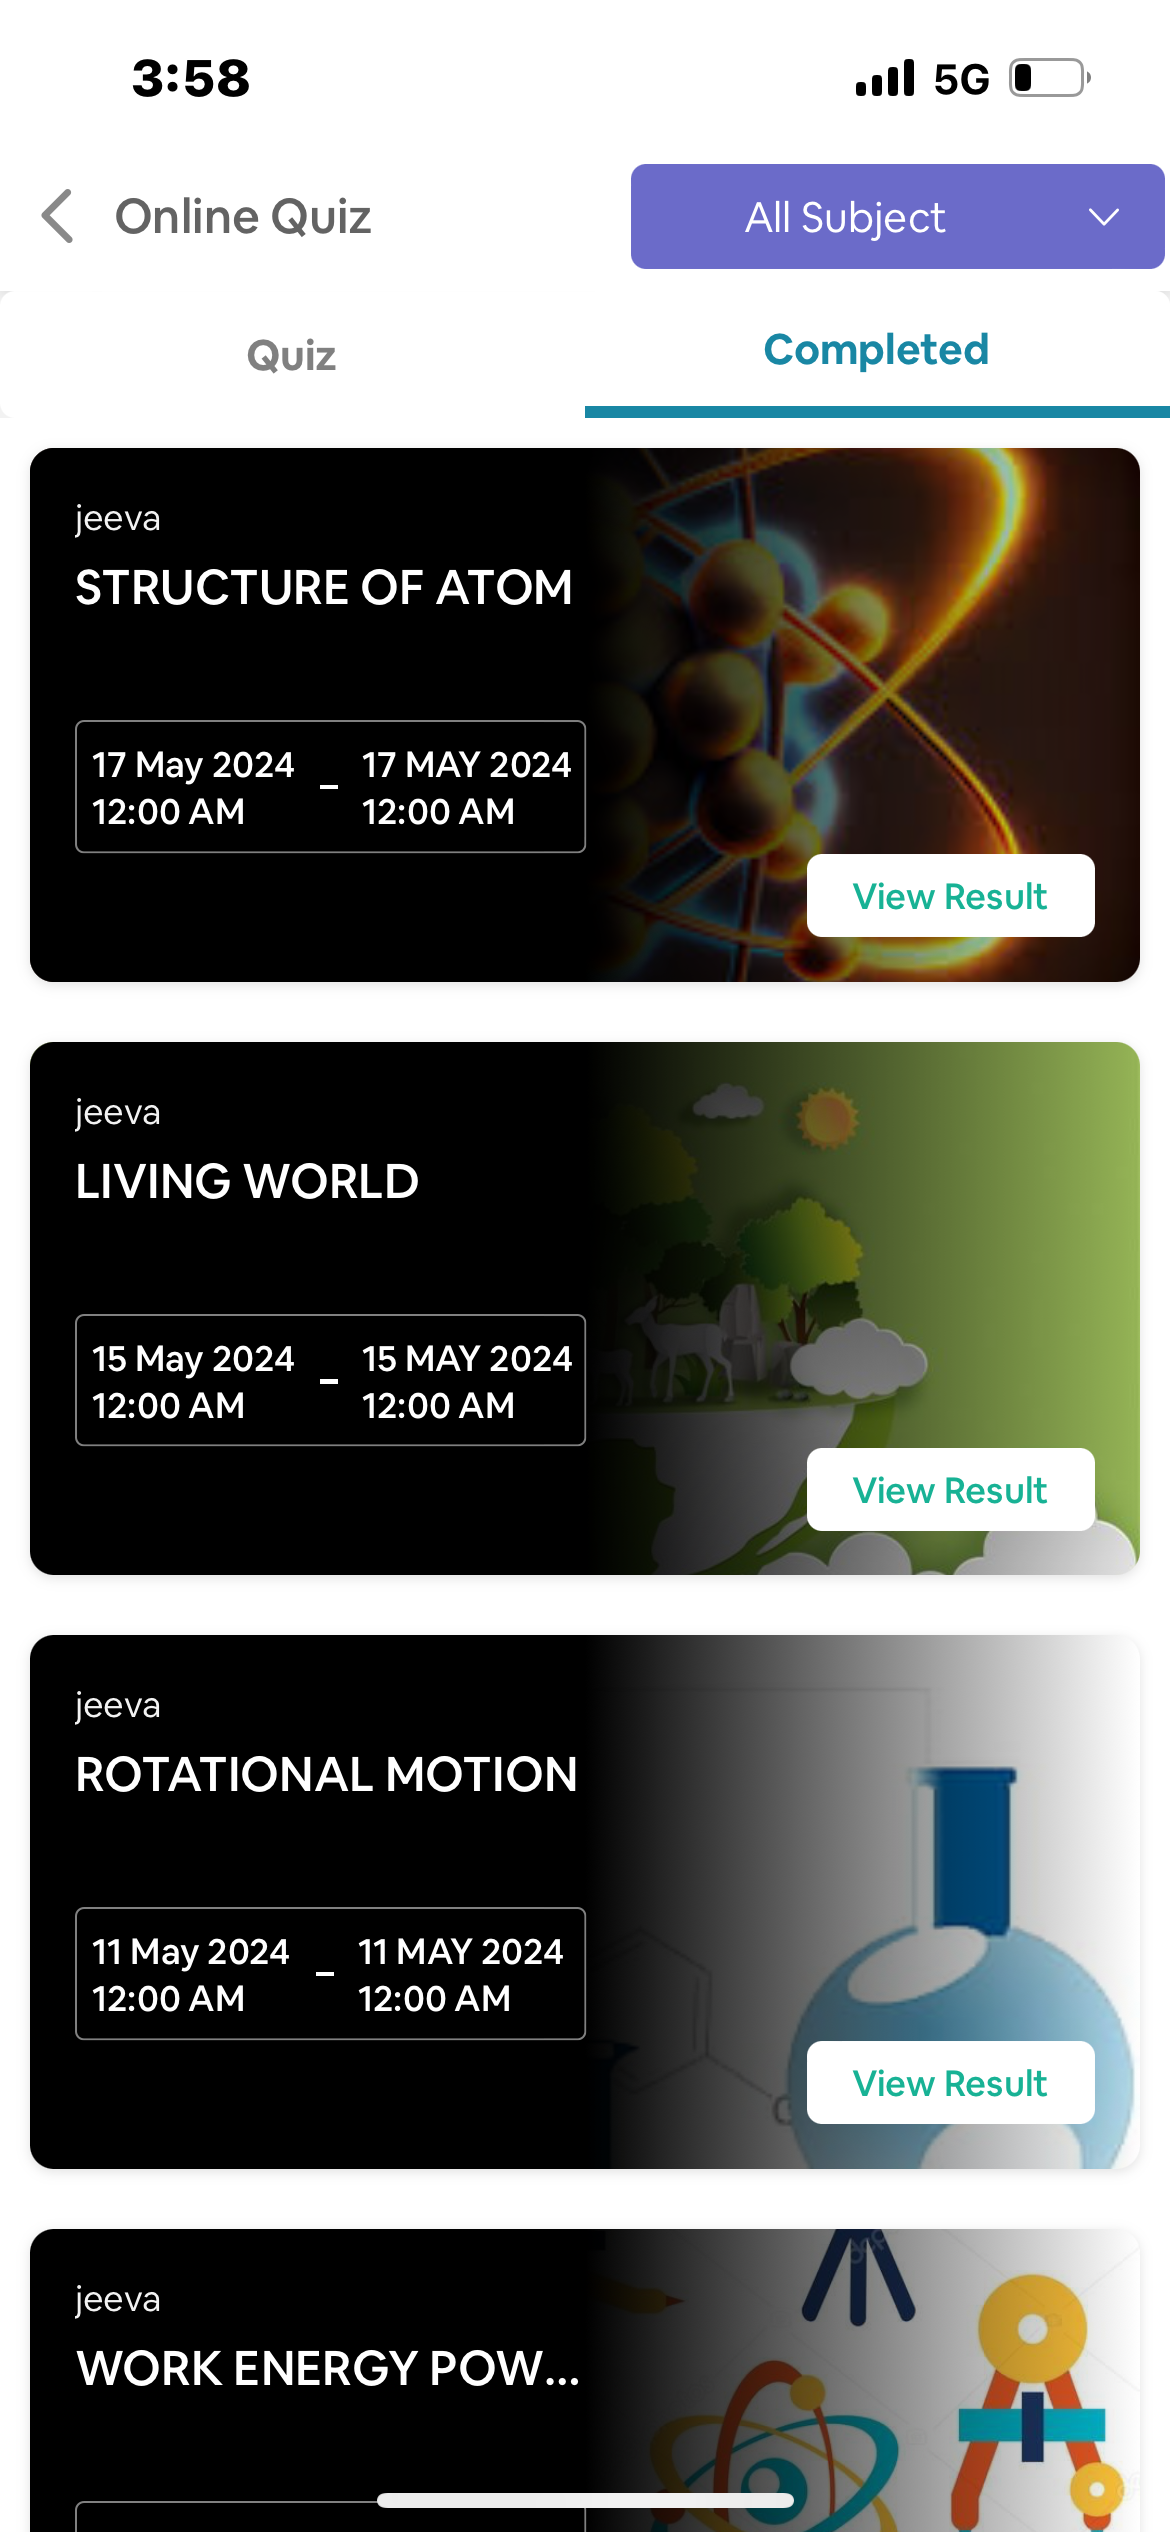 3:58
5G
Online Quiz
All Subject
Quiz
Completed
jeeva
STRUCTURE OF ATOM
17 May 2024 – 17 MAY 2024
12:00 AM 12:00 AM
View Result
jeeva
LIVING WORLD
15 May 2024 – 15 MAY 2024
12:00 AM 12:00 AM
View Result
jeeva
ROTATIONAL MOTION
11 May 2024 – 11 MAY 2024
12:00 AM 12:00 AM
View Result
jeeva
WORK ENERGY POW...